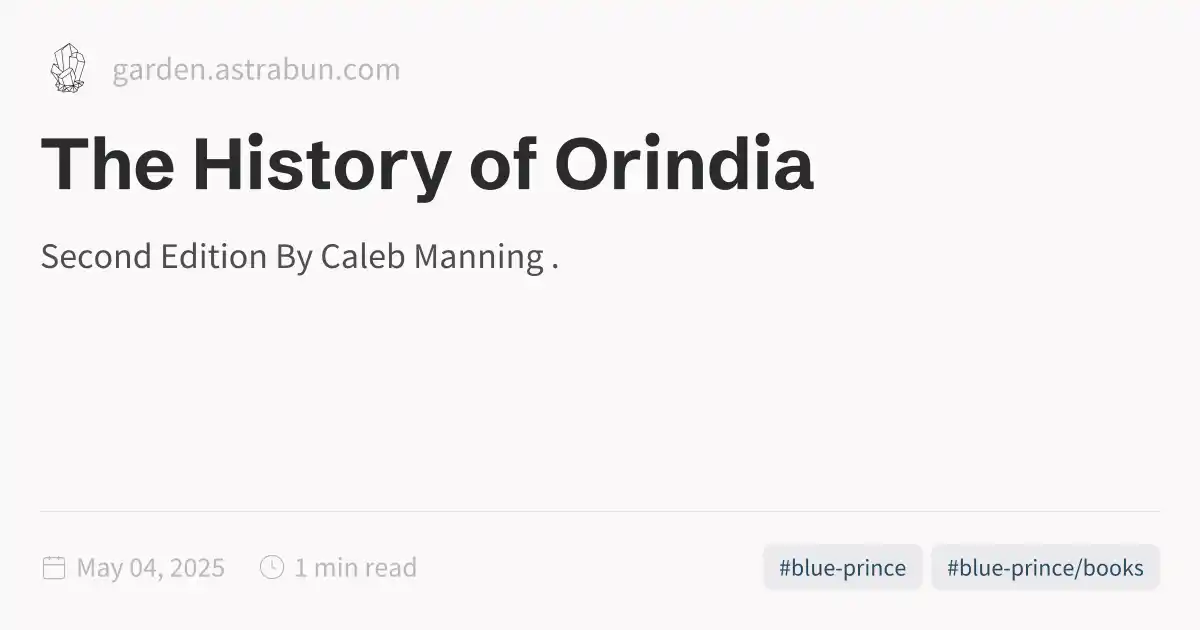 garden.astrabun.com
The History of Orindia
Second Edition By Caleb Manning .
May 04, 2025
1 min read
#blue-prince
#blue-prince/books